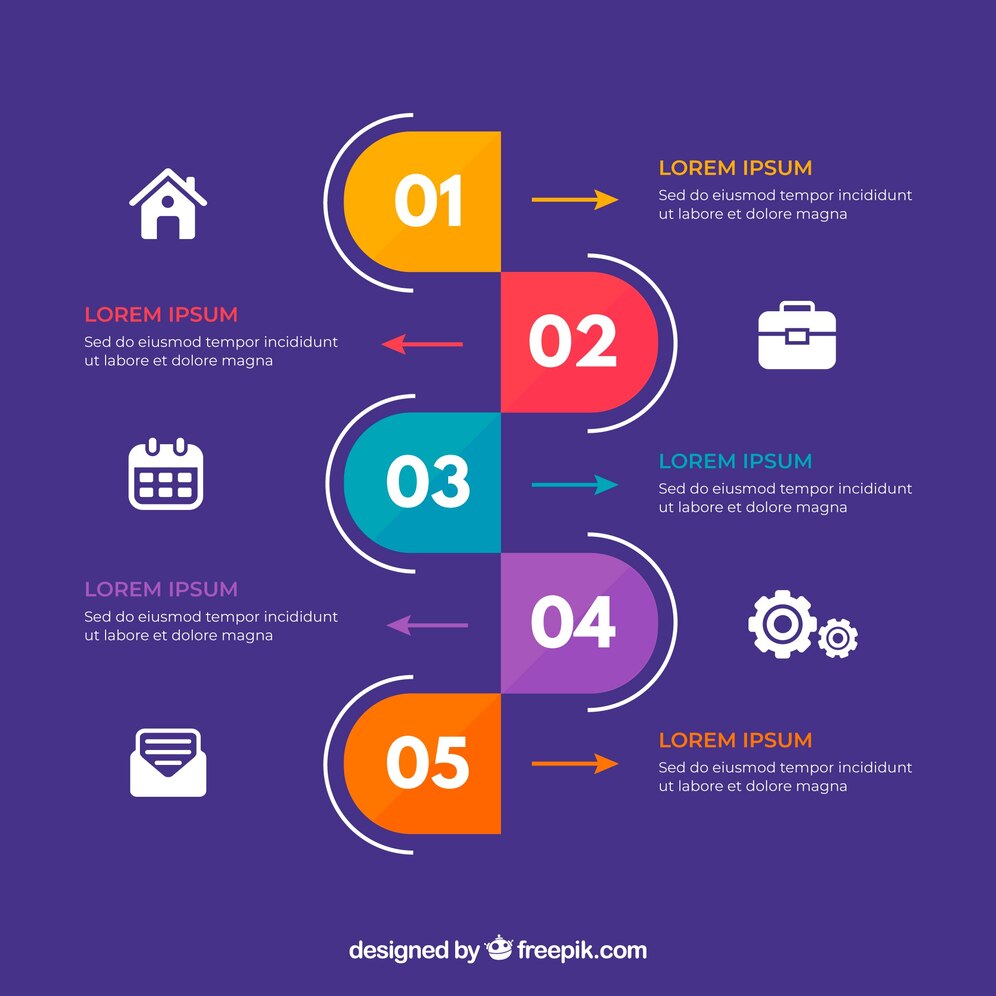 01
LOREM IPSUM
Sed do eiusmod tempor incididunt
ut labore et dolore magna
LOREM IPSUM
Sed do eiusmod tempor incididunt
ut labore et dolore magna
02
03
LOREM IPSUM
Sed do eiusmod tempor incididunt
ut labore et dolore magna
LOREM IPSUM
Sed do eiusmod tempor incididunt
ut labore et dolore magna
04
05
LOREM IPSUM
Sed do eiusmod tempor incididunt
ut labore et dolore magna
designed by freepik.com